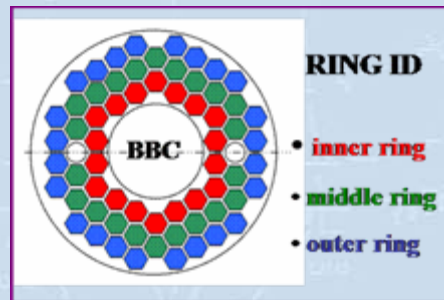 RING ID
BBC
• inner ring
• middle ring
• outer ring